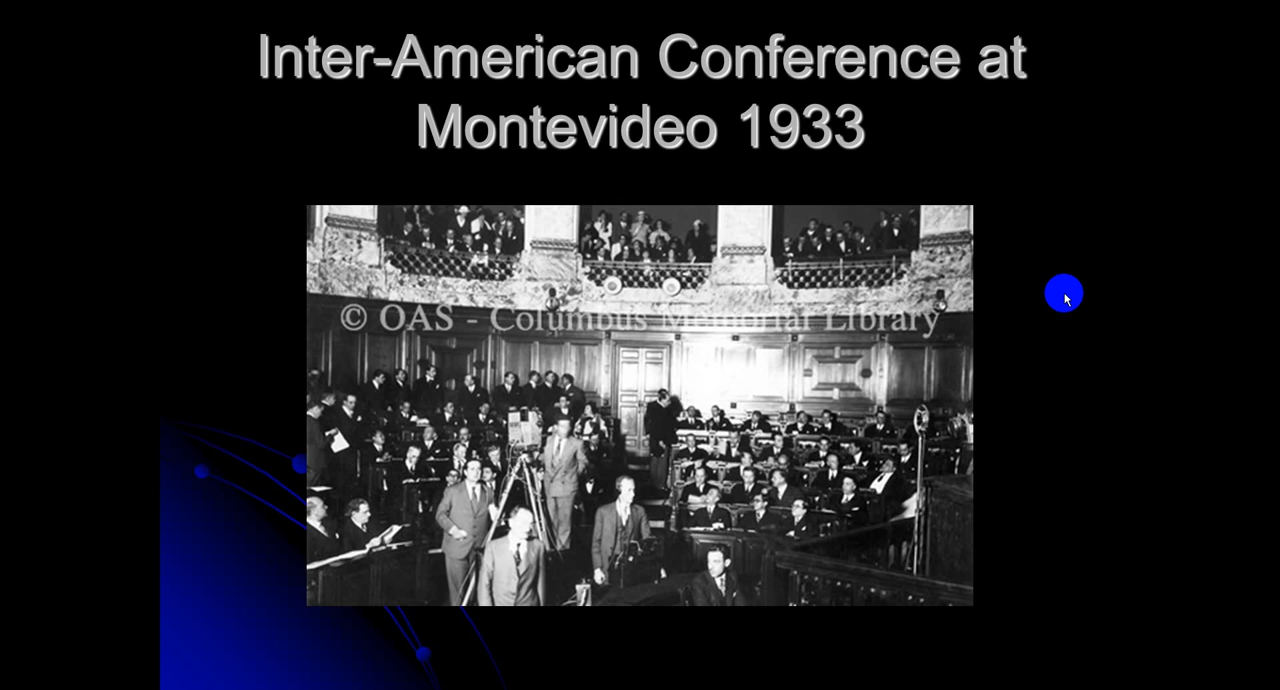 Inter-American Conference at
Montevideo 1933
© OAS - Columbus Memorial Library